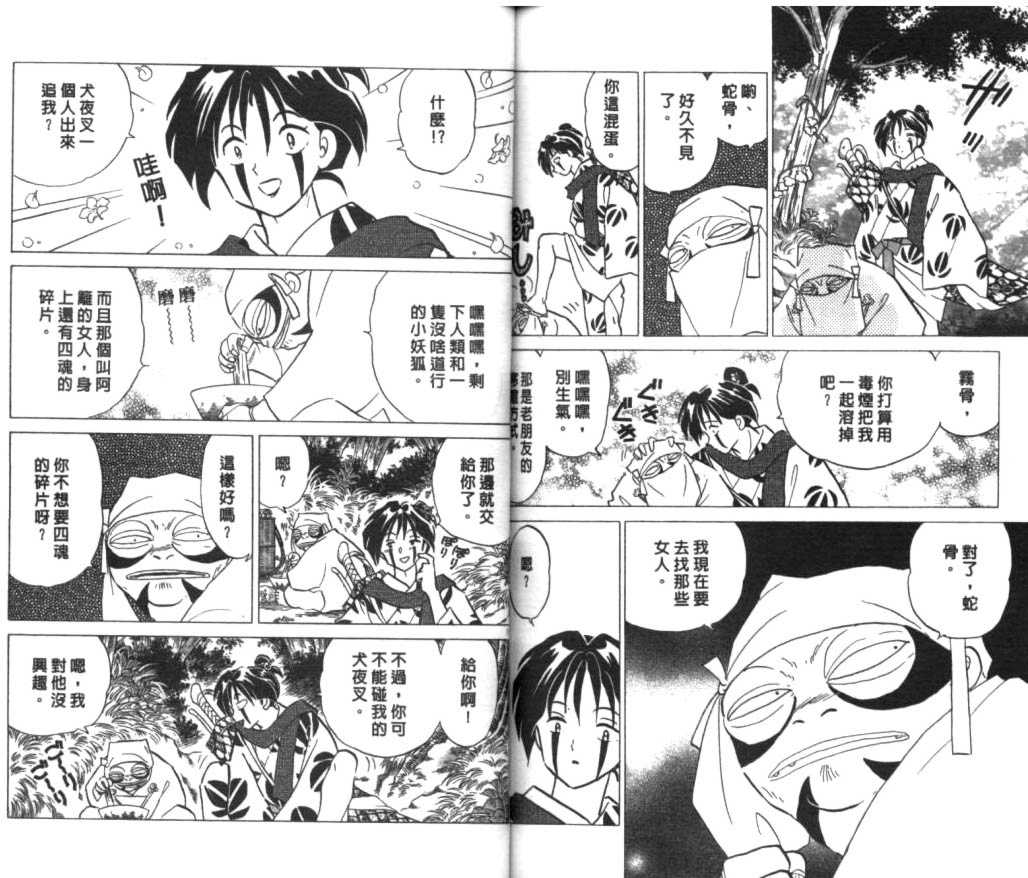 喲、
蛇骨，
好久不見
了。
你這混蛋。
霧骨，
你打算用
毒煙把我
一起溶掉
吧？
ぐぎ
ぐぎ
嘿嘿嘿，
別生氣。
那是老朋友的
對了，蛇
骨。
我現在要
去找那些
女人。
嗯？
什麼!?
哇啊！
犬夜叉一
個人出來
追我？
嘿嘿嘿，剩
下人類和一
隻沒啥道行
的小妖狐。
磨
磨
而且那個叫阿
籬的女人，身
上還有四魂的
碎片。
那邊就交
給你了。
嗯？
這樣好嗎？
你不想要四魂
的碎片呀？
給你啊！
不過，你可
不能碰我的
犬夜叉。
嗯，我
對他沒
興趣。